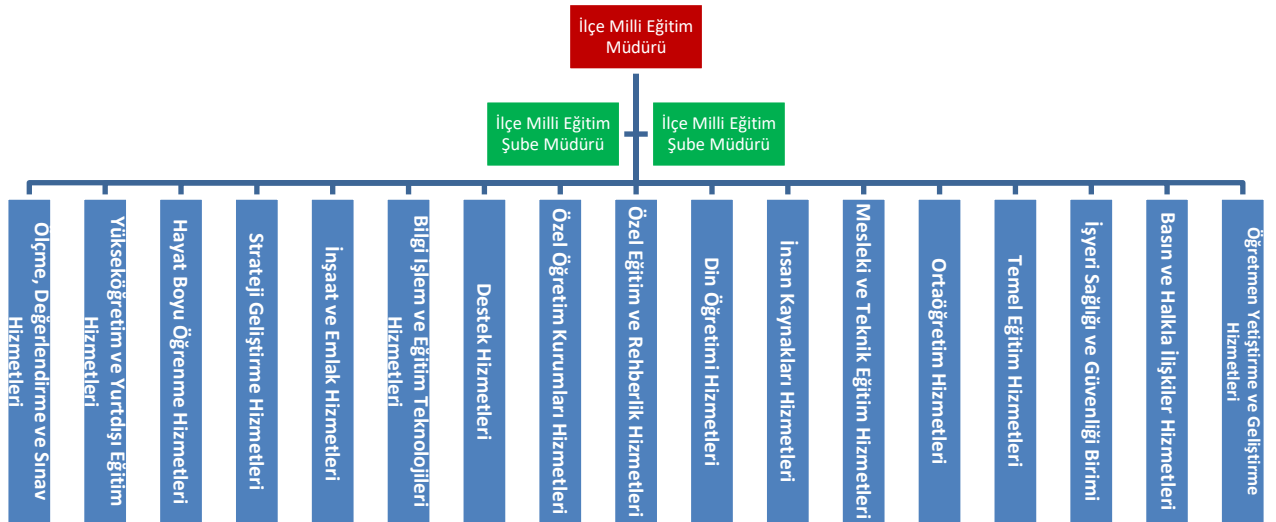 İlçe Milli Eğitim
Müdürü
İlçe Milli Eğitim
Şube Müdürü
İlçe Milli Eğitim
Şube Müdürü
Ölçme, Değerlendirme ve Sınav
Hizmetleri
Yükseköğretim ve Yurtdışı Eğitim
Hizmetleri
Hayat Boyu Öğrenme Hizmetleri
Strateji Geliştirme Hizmetleri
İnşaat ve Emlak Hizmetleri
Bilgi İşlem ve Eğitim Teknolojileri
Hizmetleri
Destek Hizmetleri
Özel Öğretim Kurumları Hizmetleri
Özel Eğitim ve Rehberlik Hizmetleri
Din Öğretimi Hizmetleri
İnsan Kaynakları Hizmetleri
Mesleki ve Teknik Eğitim Hizmetleri
Ortaöğretim Hizmetleri
Temel Eğitim Hizmetleri
İşyeri Sağlığı ve Güvenliği Birimi
Basın ve Halkla İlişkiler Hizmetleri
Öğretmen Yetiştirme ve Geliştirme
Hizmetleri